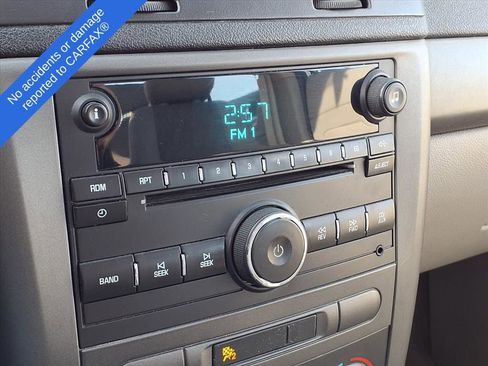 No accidents or damage
reported to CARFAX®
2:57
FM 1
RDM
RPT
1
2
3
4
5
6
BAND
SEEK
SEEK
REV
FWD
2